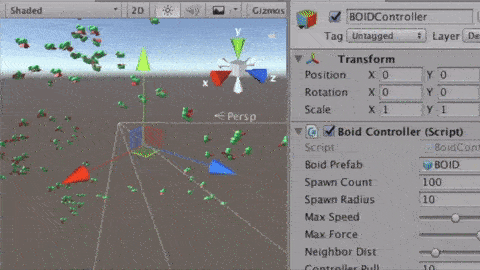 Shaded
2D
Gizmos
y
x
z
Persp
BOIDController
Tag Untagged Layer
Transform
Position X 0 Y 0
Rotation X 0 Y 0
Scale X 1 Y 1
Boid Controller (Script)
Script BoidCont
Boid Prefab BOID
Spawn Count 100
Spawn Radius 10
Max Speed
Max Force
Neighbor Dist
Controller Pull 10